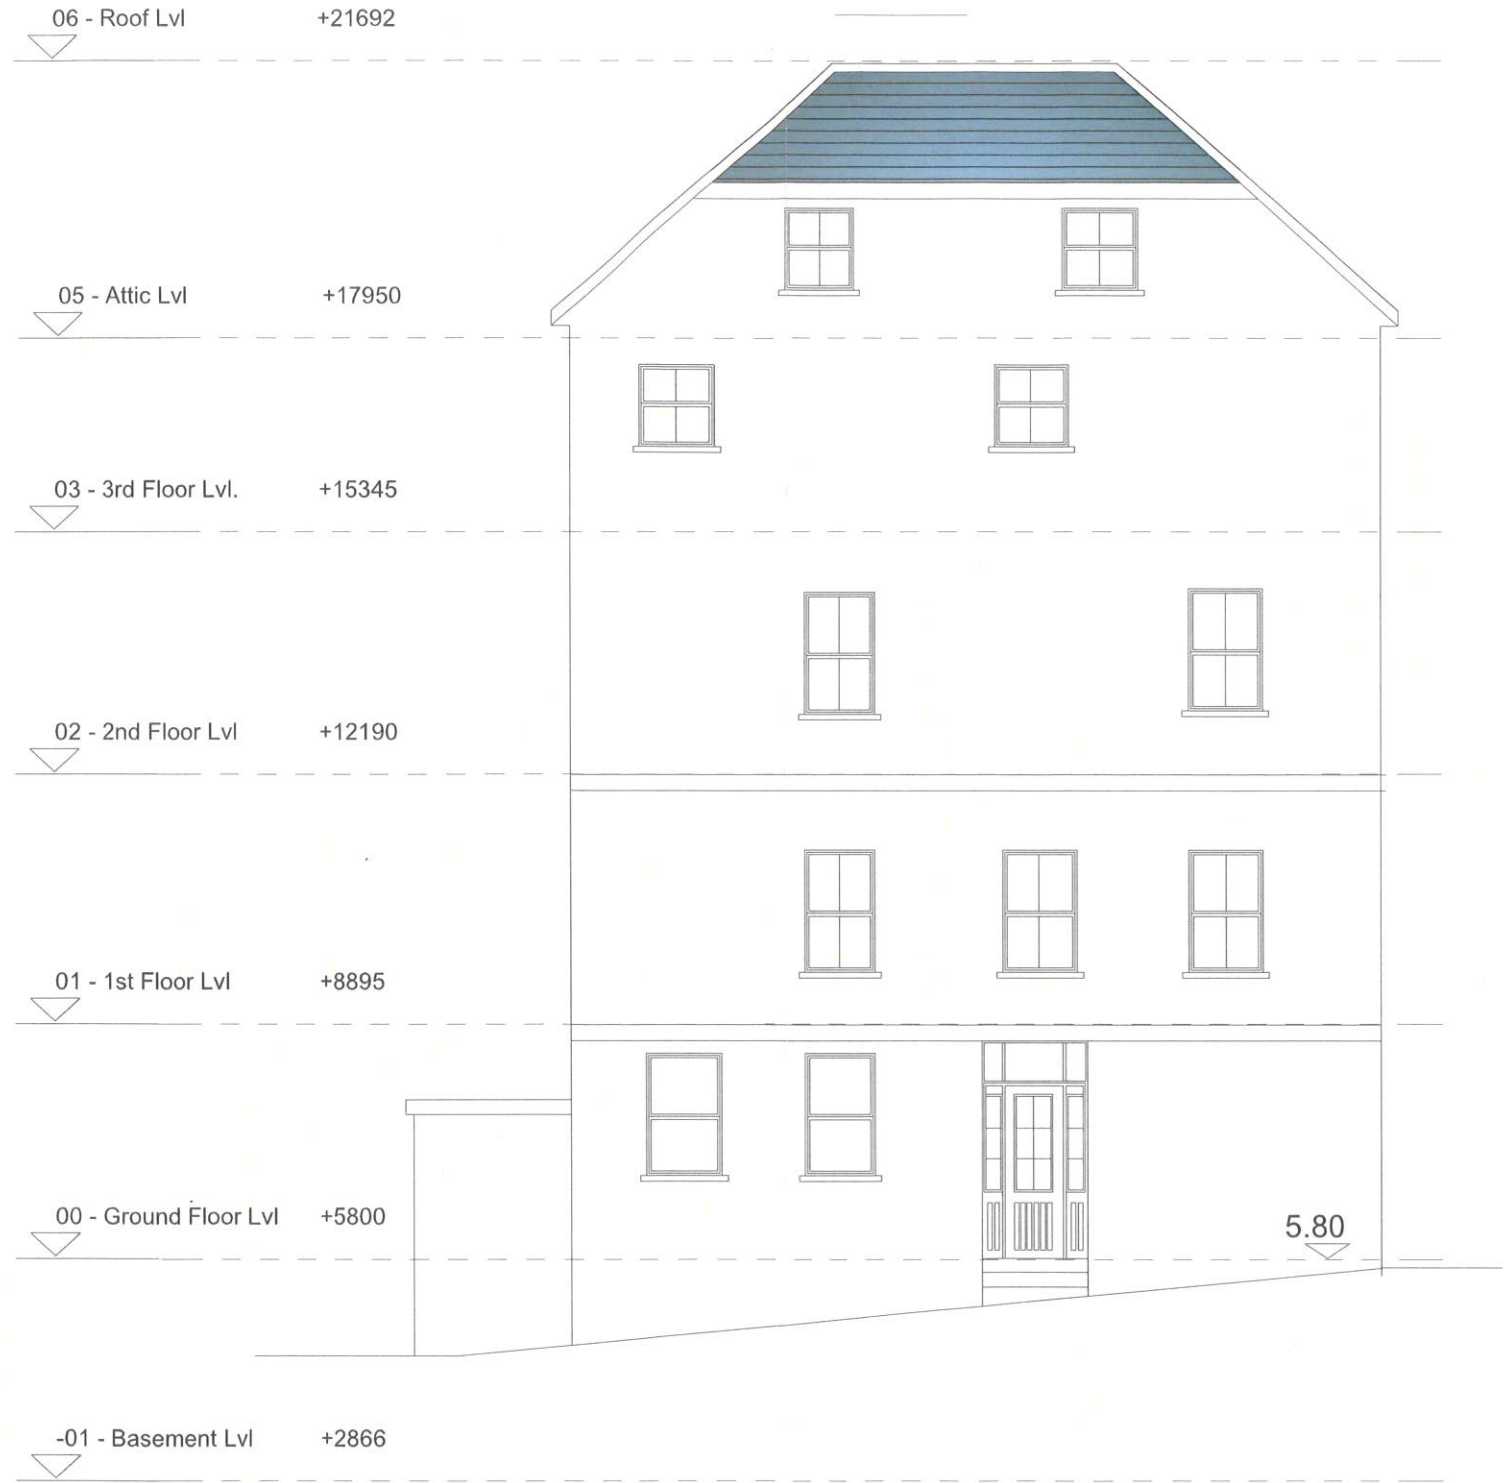 06 - Roof Lvl +21692
05 - Attic Lvl +17950
03 - 3rd Floor Lvl. +15345
02 - 2nd Floor Lvl +12190
01 - 1st Floor Lvl +8895
00 - Ground Floor Lvl +5800
5.80
-01 - Basement Lvl +2866